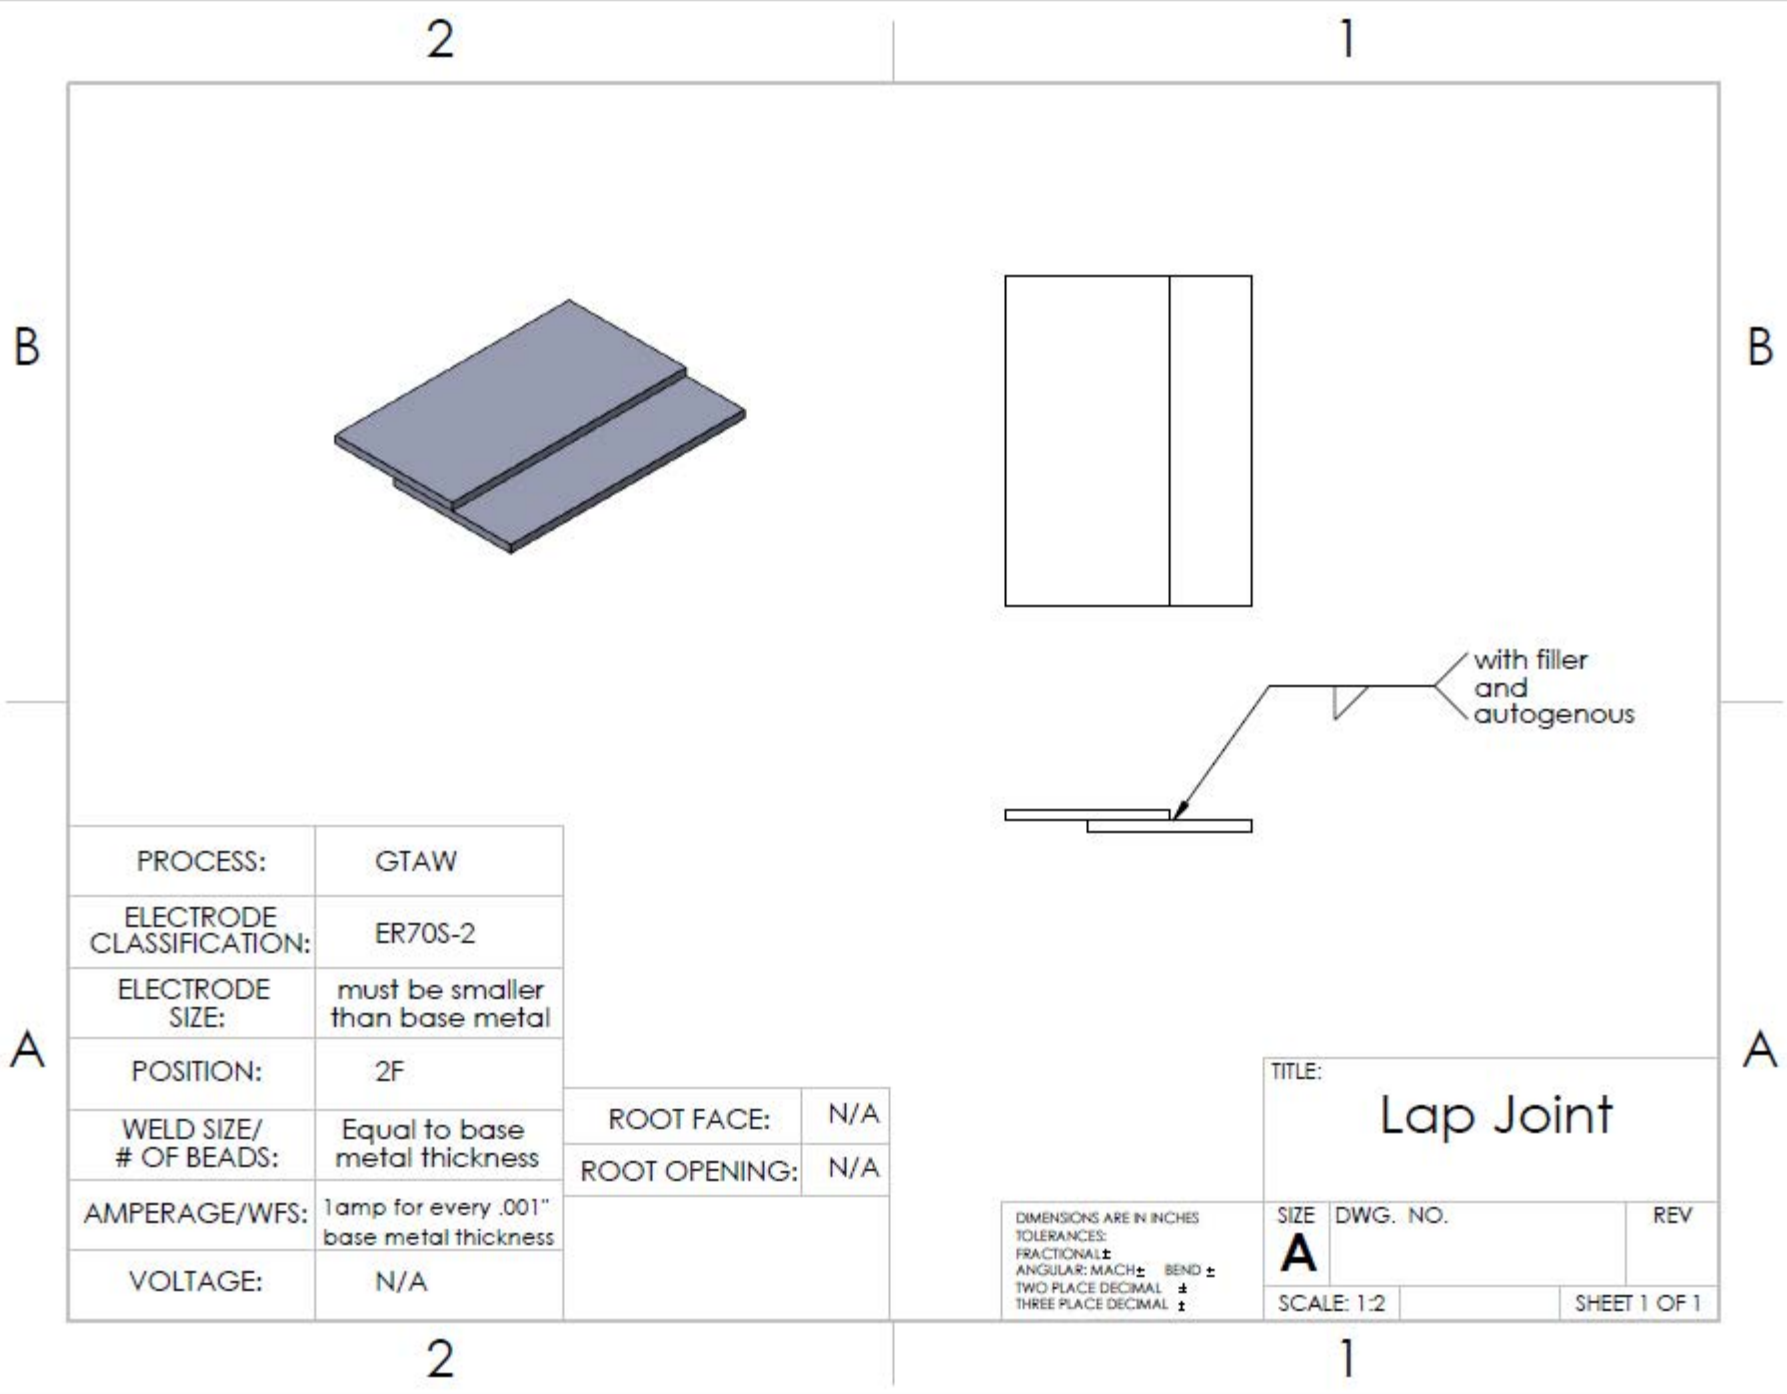 2
1
B
B
with filler
and
autogenous
PROCESS:
GTAW
ELECTRODE
CLASSIFICATION:
ER70S-2
ELECTRODE
SIZE:
must be smaller
than base metal
A
A
POSITION:
2F
WELD SIZE/
# OF BEADS:
Equal to base
metal thickness
AMPERAGE/WFS:
1amp for every .001"
base metal thickness
VOLTAGE:
N/A
ROOT FACE:
N/A
ROOT OPENING:
N/A
DIMENSIONS ARE IN INCHES
TOLERANCES:
FRACTIONAL±
ANGULAR: MACH± BEND ±
TWO PLACE DECIMAL ±
THREE PLACE DECIMAL ±
TITLE:
Lap Joint
SIZE
A
DWG. NO.
REV
SCALE: 1:2
SHEET 1 OF 1
2
1